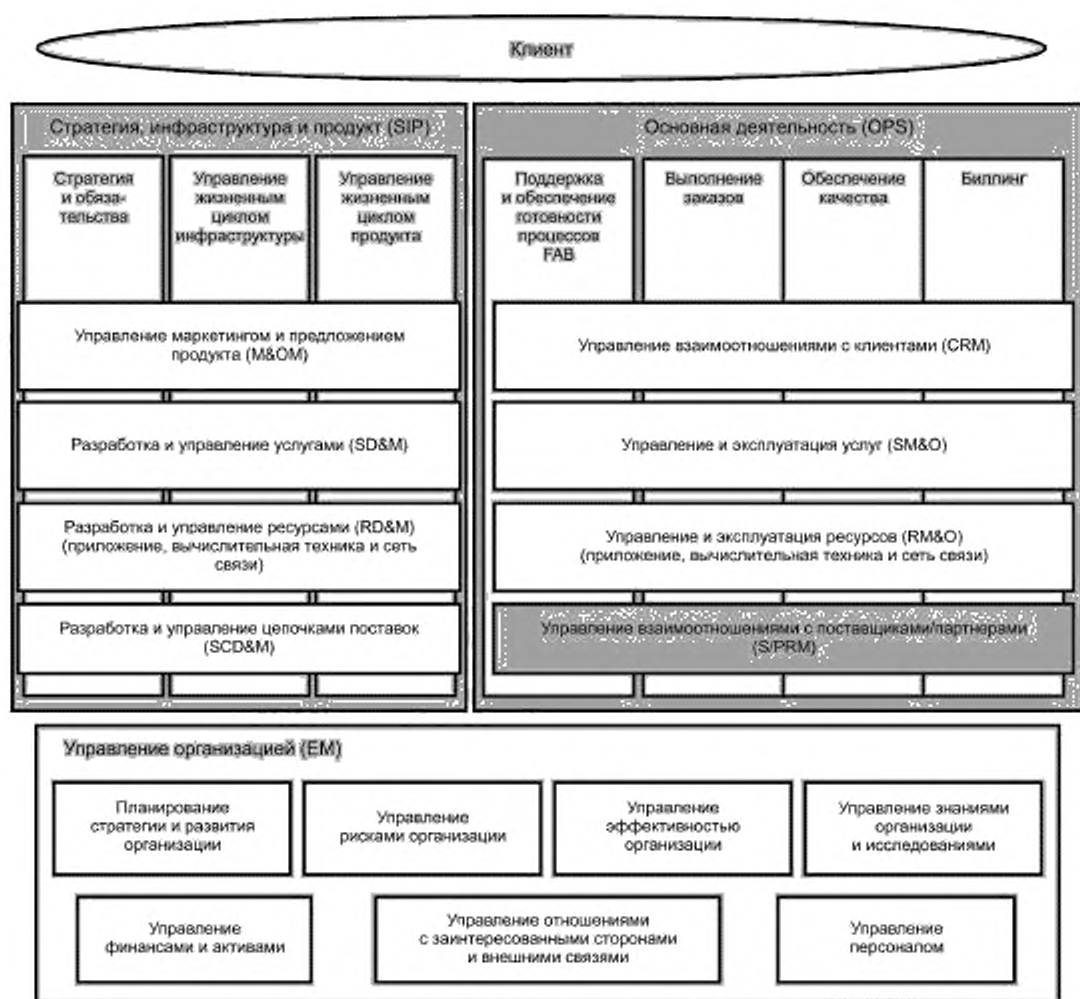 Клиент
Стратегия, инфраструктура и продукт (SIP)
Основная деятельность (OPS)
Стратегия
и обяза-
тельства
Управление
жизненным
циклом
инфраструктуры
Управление
жизненным
циклом
продукта
Поддержка
и обеспечение
готовности
процессов
FAB
Выполнение
заказов
Обеспечение
качества
Биллинг
Управление маркетингом и предложением
продукта (M&OM)
Управление взаимоотношениями с клиентами (CRM)
Разработка и управление услугами (SD&M)
Управление и эксплуатация услуг (SM&O)
Разработка и управление ресурсами (RD&M)
(приложение, вычислительная техника и сеть
связи)
Управление и эксплуатация ресурсов (RM&O)
(приложение, вычислительная техника и сеть связи)
Разработка и управление цепочками поставок
(SCD&M)
Управление взаимоотношениями с поставщиками/партнерами
(S/PRM)
Управление организацией (EM)
Планирование
стратегии и развития
организации
Управление
рисками организации
Управление
эффективностью
организации
Управление знаниями
организации
и исследованиями
Управление
финансами и активами
Управление отношениями
с заинтересованными сторонами
и внешними связями
Управление
персоналом